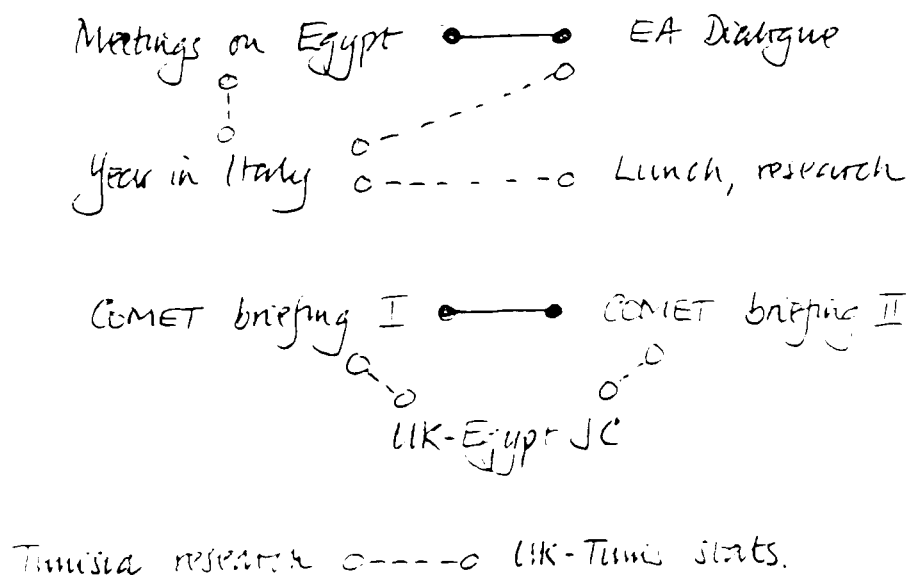 Meetings on Egypt EA Dialogue
Year in Italy Lunch, research
COMET briefing I COMET briefing II
UK-Egypt JC
Tunisia research UK-Tunis stats.